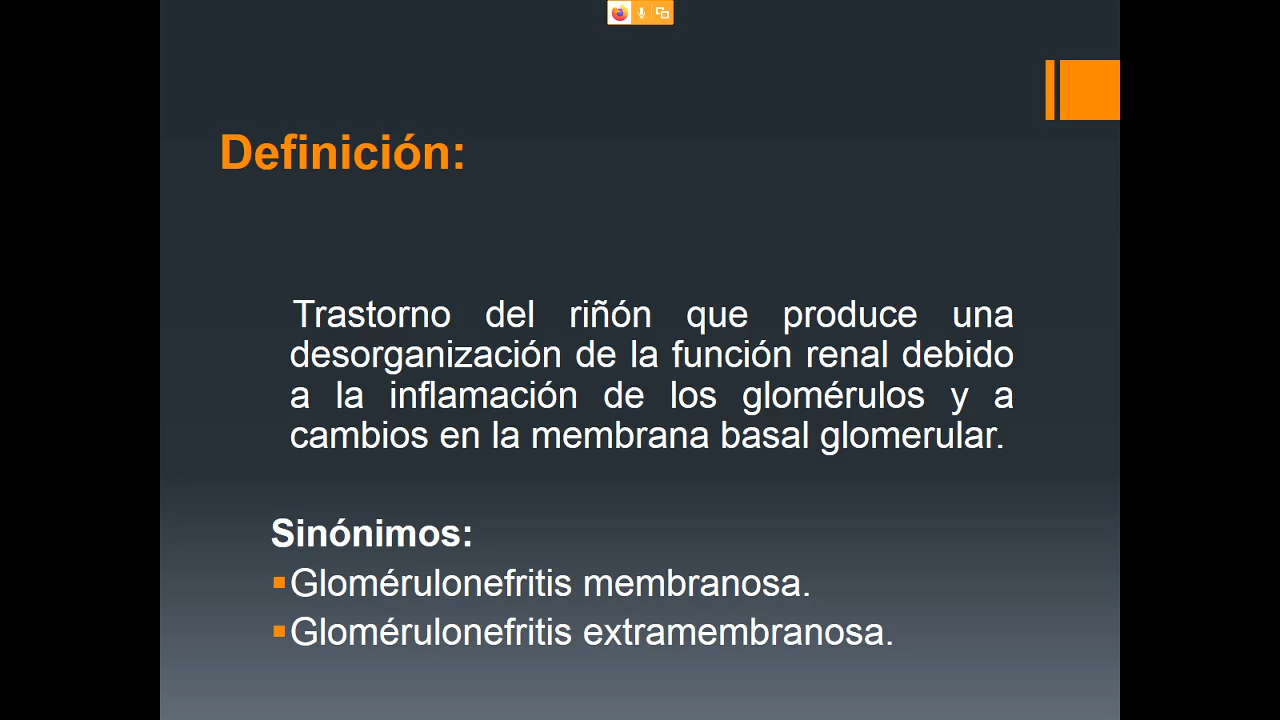 Definición:
Trastorno del riñón que produce una
desorganización de la función renal debido
a la inflamación de los glomérulos y a
cambios en la membrana basal glomerular.
Sinónimos:
Glomérulonefritis membranosa.
Glomérulonefritis extramembranosa.